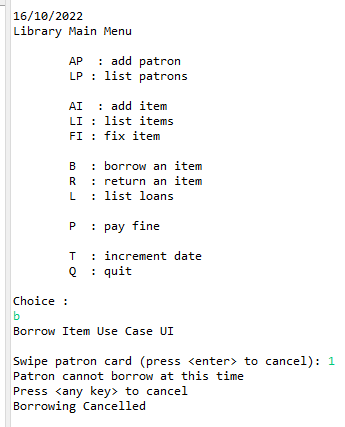 16/10/2022
Library Main Menu
AP  : add patron
LP : list patrons
AI  : add item
LI : list items
FI : fix item
B  : borrow an item
R  : return an item
L  : list loans
P  : pay fine
T  : increment date
Q  : quit
Choice :
b
Borrow Item Use Case UI
Swipe patron card (press <enter> to cancel): 1
Patron cannot borrow at this time
Press <any key> to cancel
Borrowing Cancelled